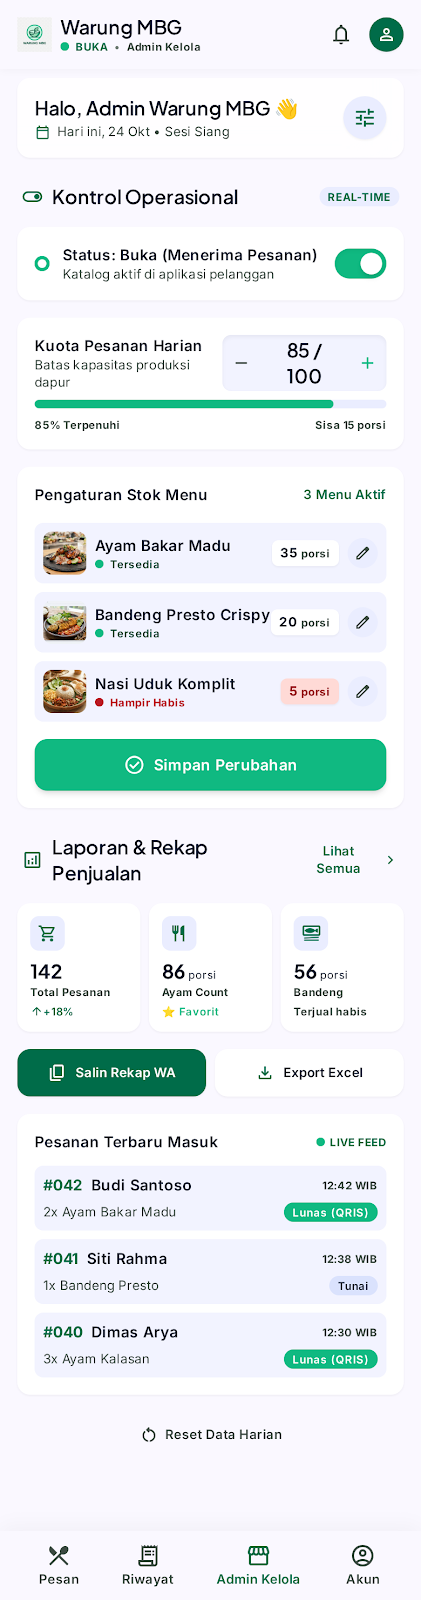 Warung MBG
BUKA • Admin Kelola
Halo, Admin Warung MBG 👋
Hari ini, 24 Okt • Sesi Siang
Kontrol Operasional
REAL-TIME
Status: Buka (Menerima Pesanan)
Katalog aktif di aplikasi pelanggan
Kuota Pesanan Harian
Batas kapasitas produksi
dapur
85 /
100
85% Terpenuhi
Sisa 15 porsi
Pengaturan Stok Menu
3 Menu Aktif
Ayam Bakar Madu
Tersedia
35 porsi
Bandeng Presto Crispy
Tersedia
20 porsi
Nasi Uduk Komplit
Hampir Habis
5 porsi
Simpan Perubahan
Laporan & Rekap
Penjualan
Lihat
Semua
142
Total Pesanan
↑+18%
86 porsi
Ayam Count
⭐ Favorit
56 porsi
Bandeng
Terjual habis
Salin Rekap WA
Export Excel
Pesanan Terbaru Masuk
LIVE FEED
#042 Budi Santoso
12:42 WIB
2x Ayam Bakar Madu
Lunas (QRIS)
#041 Siti Rahma
12:38 WIB
1x Bandeng Presto
Tunai
#040 Dimas Arya
12:30 WIB
3x Ayam Kalasan
Lunas (QRIS)
Reset Data Harian
Pesan
Riwayat
Admin Kelola
Akun